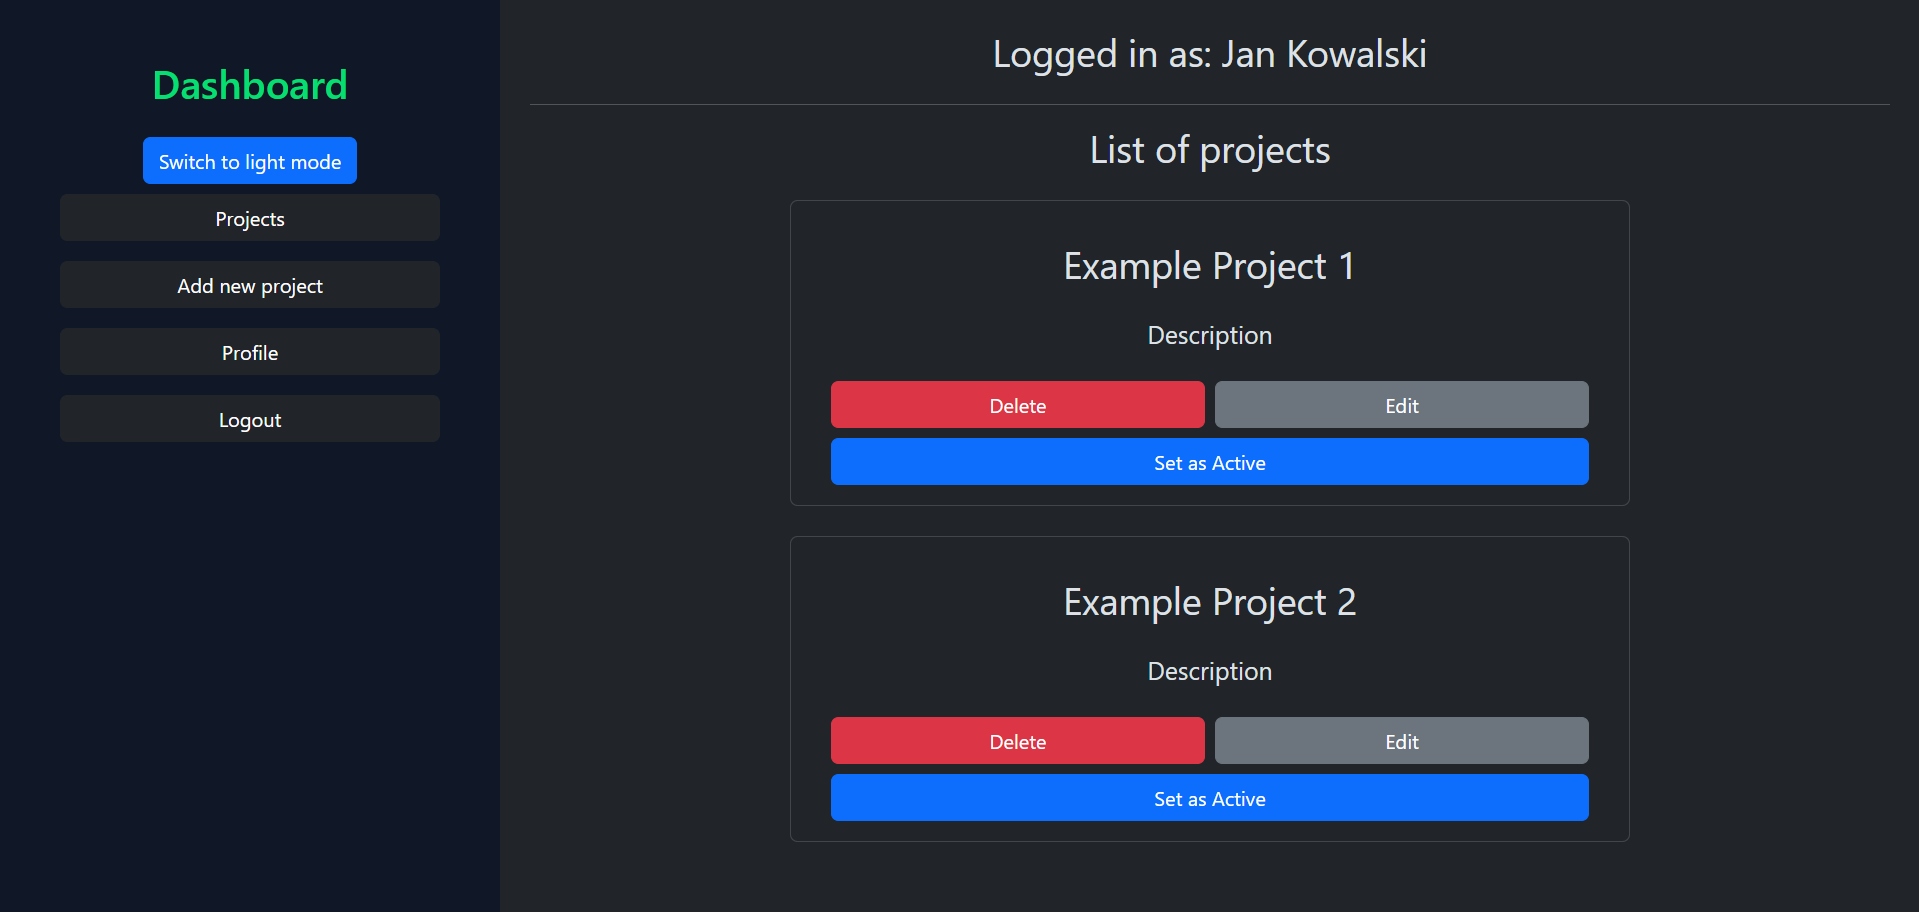 Dashboard
Switch to light mode
Projects
Add new project
Profile
Logout
Logged in as: Jan Kowalski
List of projects
Example Project 1
Description
Delete
Edit
Set as Active
Example Project 2
Description
Delete
Edit
Set as Active